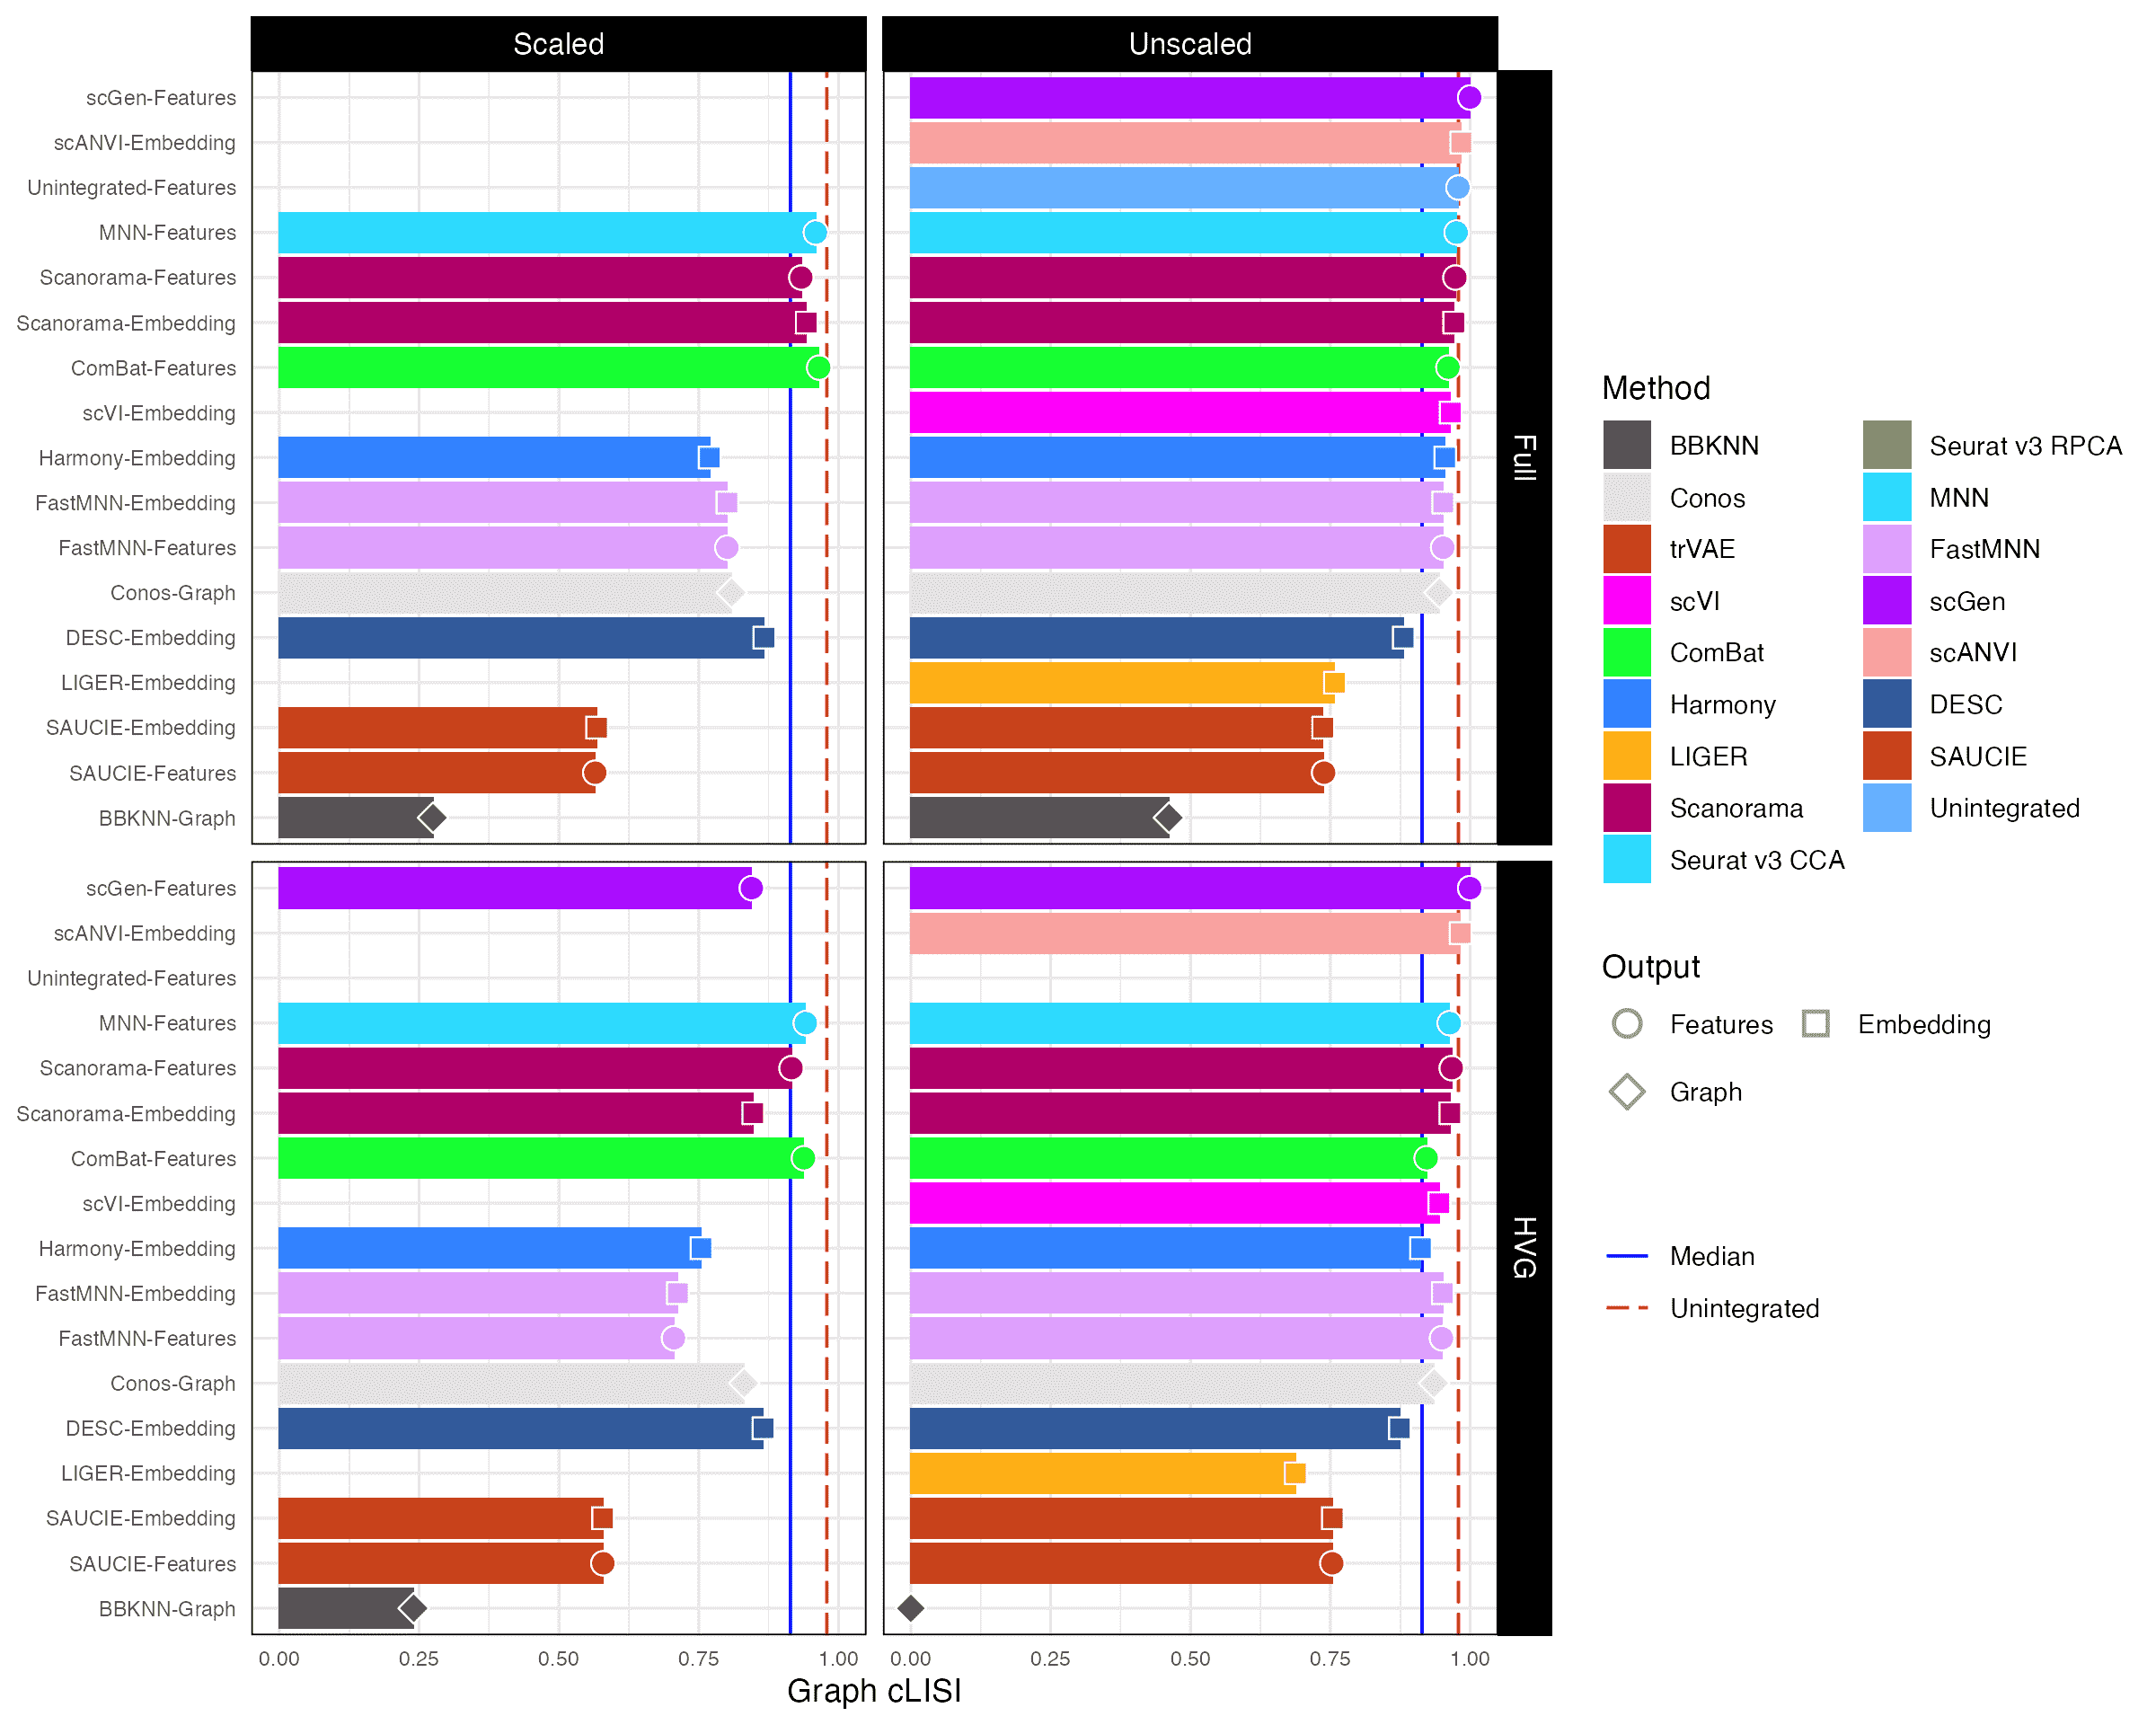 Scaled
Unscaled
scGen-Features
scANVI-Embedding
Unintegrated-Features
MNN-Features
Scanorama-Features
Scanorama-Embedding
ComBat-Features
scVI-Embedding
Harmony-Embedding
FastMNN-Embedding
FastMNN-Features
Conos-Graph
DESC-Embedding
LIGER-Embedding
SAUCIE-Embedding
SAUCIE-Features
BBKNN-Graph
Full
scGen-Features
scANVI-Embedding
Unintegrated-Features
MNN-Features
Scanorama-Features
Scanorama-Embedding
ComBat-Features
scVI-Embedding
Harmony-Embedding
FastMNN-Embedding
FastMNN-Features
Conos-Graph
DESC-Embedding
LIGER-Embedding
SAUCIE-Embedding
SAUCIE-Features
BBKNN-Graph
HVG
0.00 0.25 0.50 0.75 1.00
0.00 0.25 0.50 0.75 1.00
Graph cLISI
Method
BBKNN
Conos
trVAE
scVI
ComBat
Harmony
LIGER
Scanorama
Seurat v3 CCA
Seurat v3 RPCA
MNN
FastMNN
scGen
scANVI
DESC
SAUCIE
Unintegrated
Output
Features
Embedding
Graph
Median
Unintegrated